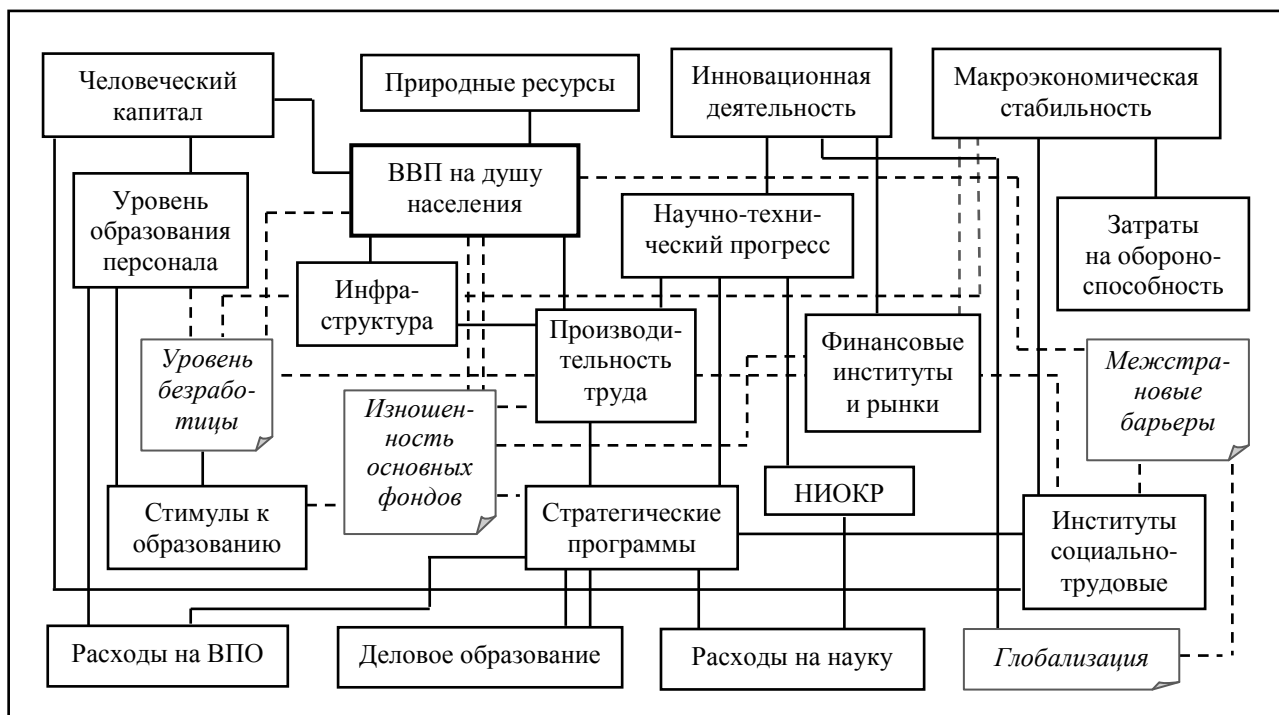 Человеческий
капитал
Природные ресурсы
Инновационная
деятельность
Макроэкономическая
стабильность
ВВП на душу
населения
Уровень
образования
персонала
Научно-техни-
ческий прогресс
Затраты
на обороно-
способность
Инфра-
структура
Производи-
тельность
труда
Финансовые
институты
и рынки
Уровень
безрабо-
тицы
Межстра-
новые
барьеры
Изношен-
ность
основных
фондов
НИОКР
Стимулы к
образованию
Стратегические
программы
Институты
социально-
трудовые
Расходы на ВПО
Деловое образование
Расходы на науку
Глобализация